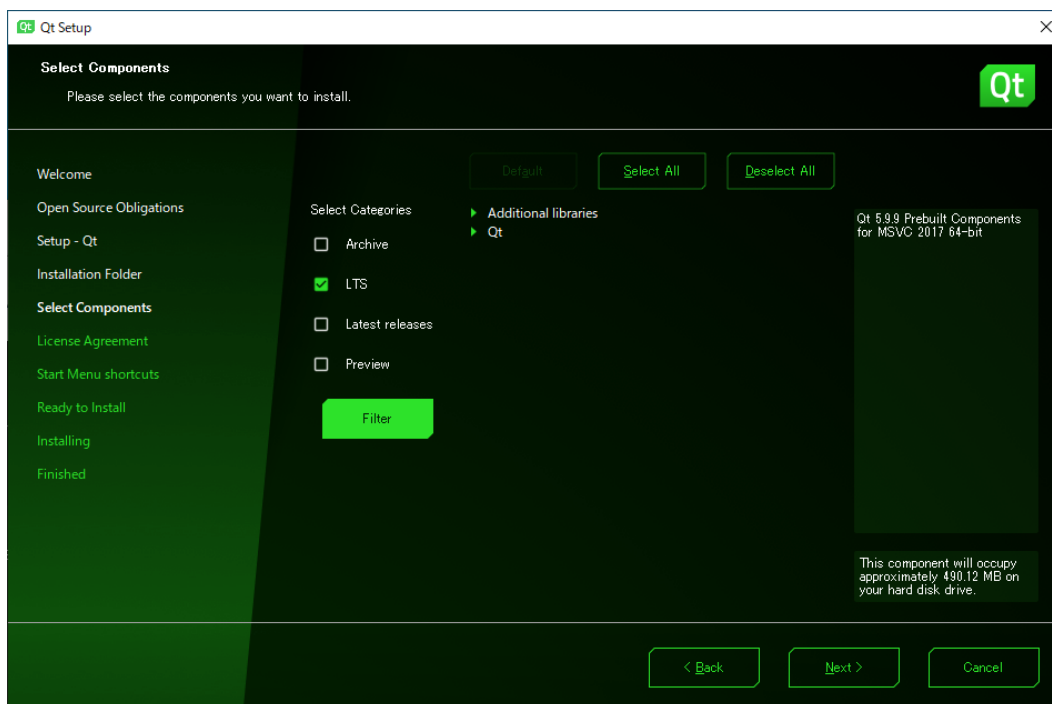 Qt Qt Setup
Select Components
Please select the components you want to install.
Qt
Welcome
Open Source Obligations
Setup - Qt
Installation Folder
Select Components
License Agreement
Start Menu shortcuts
Ready to Install
Installing
Finished
Default Select All Deselect All
Select Categories
Archive
LTS
Latest releases
Preview
Filter
Additional libraries
Qt
Qt 5.9.9 Prebuilt Components
for MSVC 2017 64-bit
This component will occupy
approximately 490.12 MB on
your hard disk drive.
< Back Next > Cancel